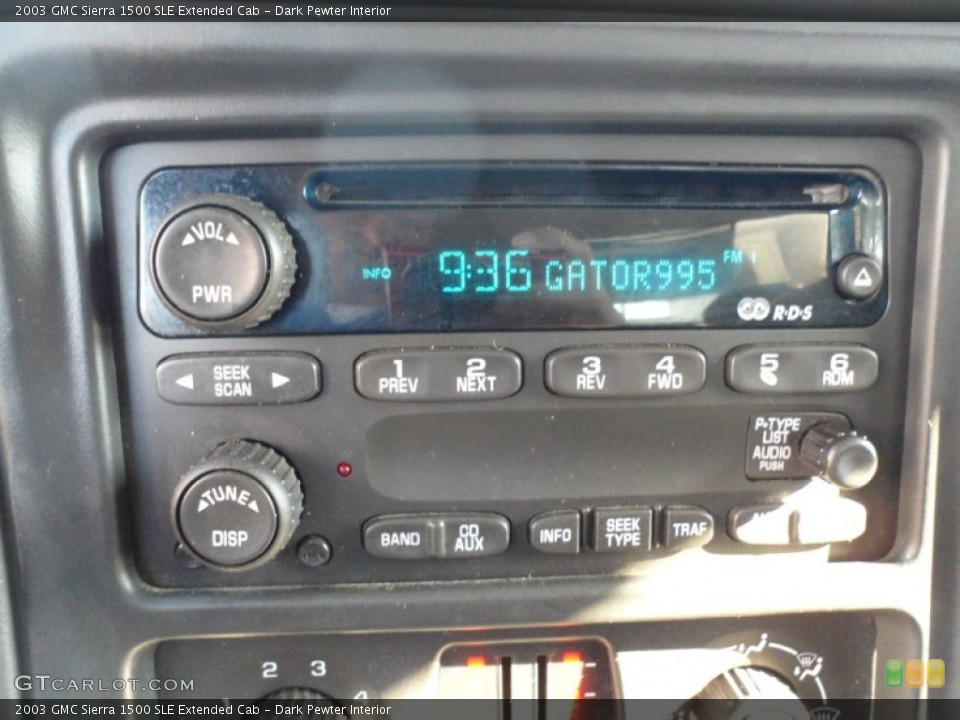 2003 GMC Sierra 1500 SLE Extended Cab – Dark Pewter Interior
VOL
PWR
INFO 9:36 GATOR995 FM 1
R·D·S
SEEK
SCAN
1
PREV
2
NEXT
3
REV
4
FWD
5
6
RDM
P-TYPE
LIST
AUDIO
PUSH
TUNE
DISP
BAND
CD
AUX
INFO
SEEK
TYPE
TRAF
2 3
4
GTCARLOT.COM
2003 GMC Sierra 1500 SLE Extended Cab – Dark Pewter Interior